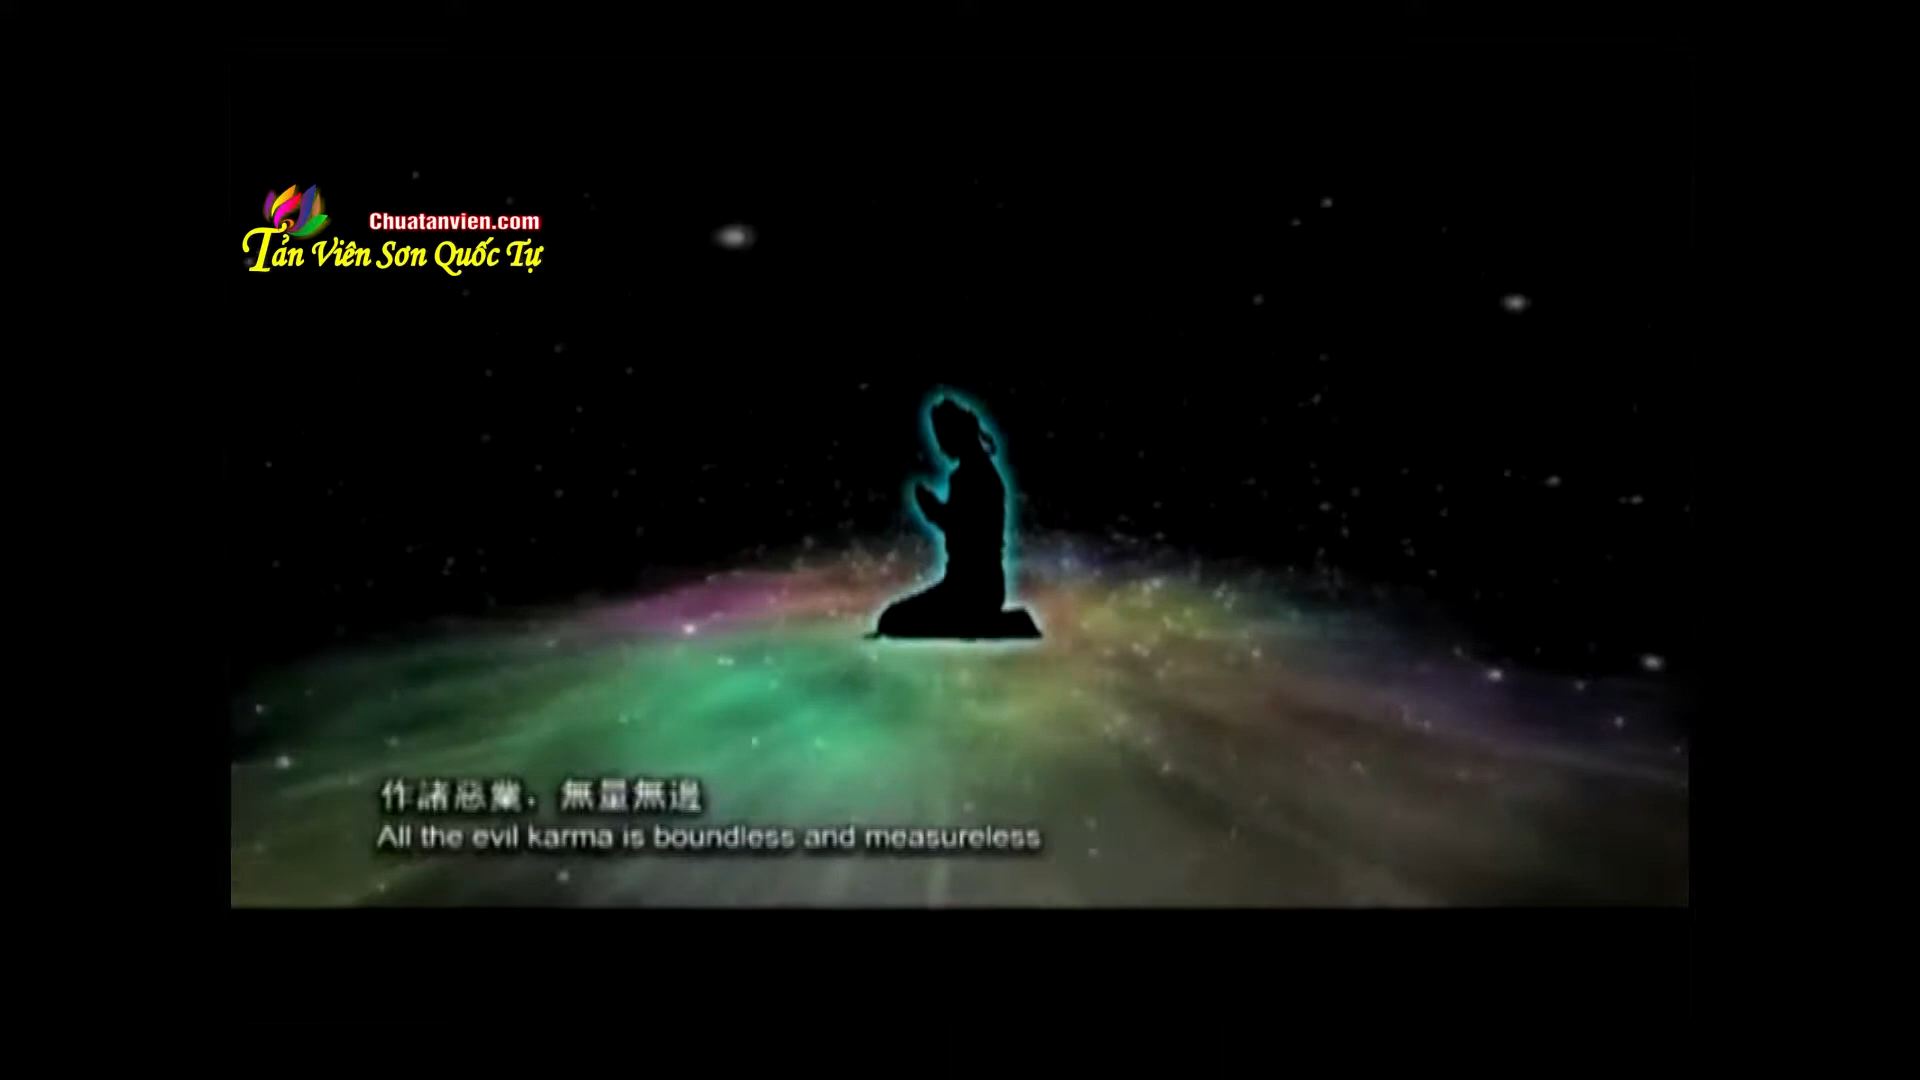 Chuatanvien.com
Tản Viên Sơn Quốc Tự
作諸惡業，無量無邊
All the evil karma is boundless and measureless